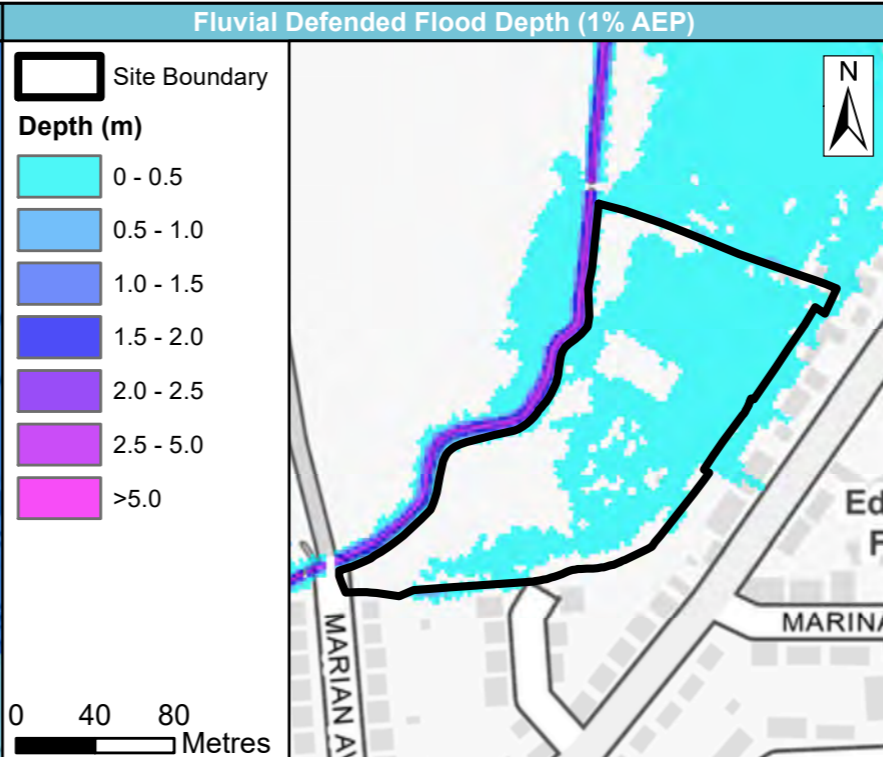 Fluvial Defended Flood Depth (1% AEP)
Site Boundary
Depth (m)
0 - 0.5
0.5 - 1.0
1.0 - 1.5
1.5 - 2.0
2.0 - 2.5
2.5 - 5.0
>5.0
0 40 80
Metres
N
Ed
F
MARINA
MARIAN AV